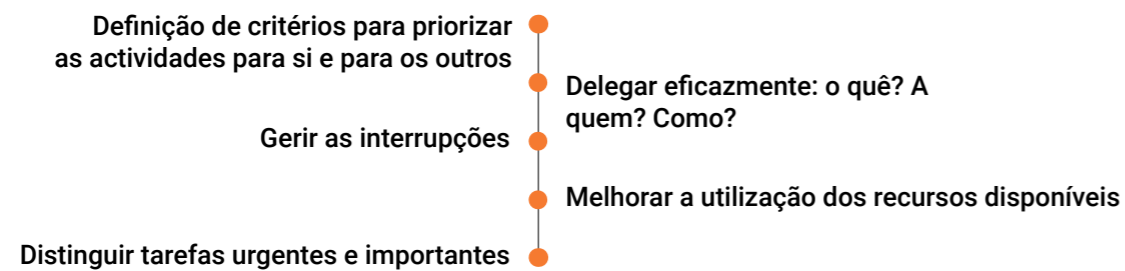 Definição de critérios para priorizar
as actividades para si e para os outros
Delegar eficazmente: o quê? A
quem? Como?
Gerir as interrupções
Melhorar a utilização dos recursos disponíveis
Distinguir tarefas urgentes e importantes